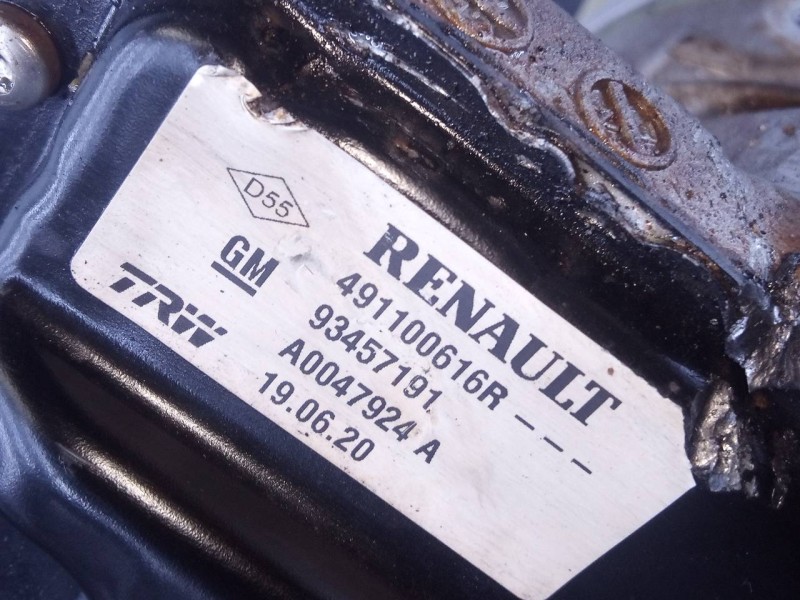 D55
RENAULT
GM 491100616R - - -
TRW 93457191
A0047924 A
19.06.20